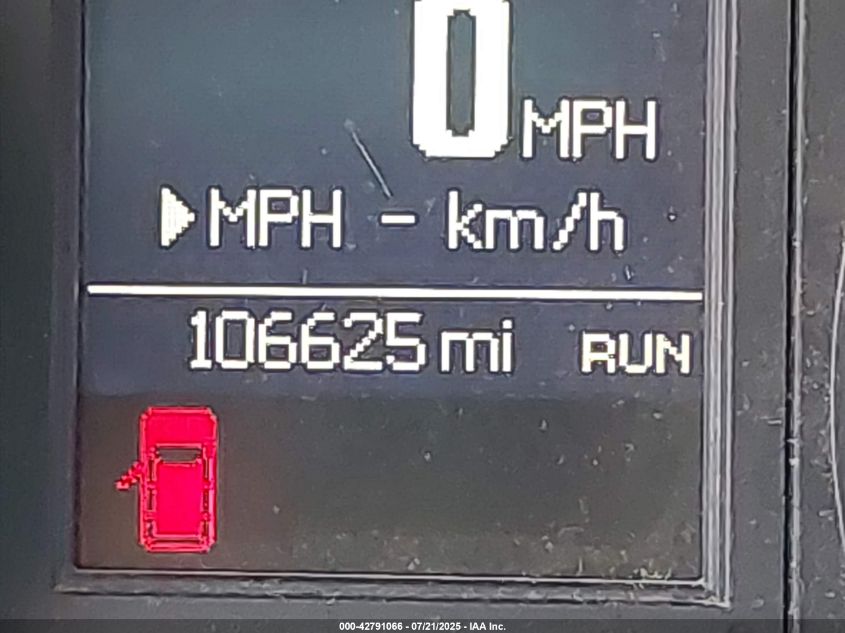 0 MPH
MPH - km/h
106625 mi RUN
000-42791066 - 07/21/2025 - IAA Inc.